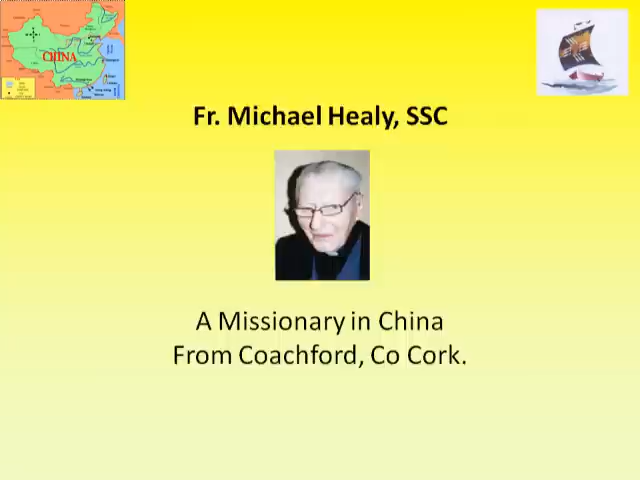 CHINA
Fr. Michael Healy, SSC
A Missionary in China
From Coachford, Co Cork.